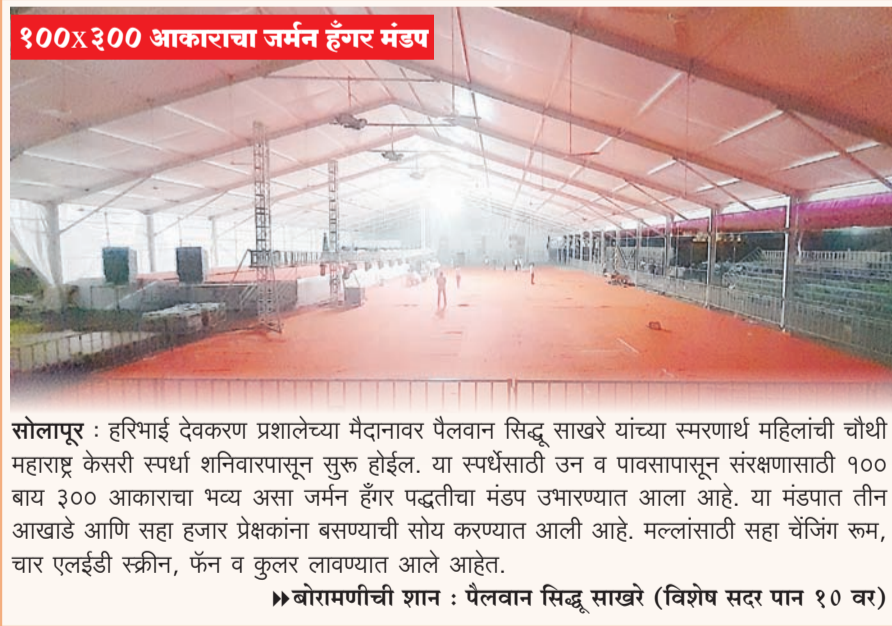 १००X३०० आकाराचा जर्मन हँगर मंडप
सोलापूर : हरिभाई देवकरण प्रशालेच्या मैदानावर पैलवान सिद्धू साखरे यांच्या स्मरणार्थ महिलांची चौथी
महाराष्ट्र केसरी स्पर्धा शनिवारपासून सुरू होईल. या स्पर्धेसाठी उन व पावसापासून संरक्षणासाठी १००
बाय ३०० आकाराचा भव्य असा जर्मन हँगर पद्धतीचा मंडप उभारण्यात आला आहे. या मंडपात तीन
आखाडे आणि सहा हजार प्रेक्षकांना बसण्याची सोय करण्यात आली आहे. मल्लांसाठी सहा चेंजिंग रूम,
चार एलईडी स्क्रीन, फॅन व कुलर लावण्यात आले आहेत.
▸▸बोरामणीची शान : पैलवान सिद्धू साखरे (विशेष सदर पान १० वर)